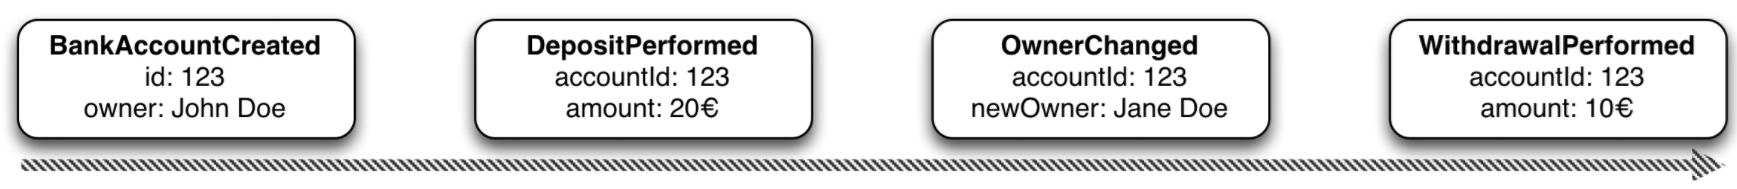 BankAccountCreated
id: 123
owner: John Doe
DepositPerformed
accountId: 123
amount: 20€
OwnerChanged
accountId: 123
newOwner: Jane Doe
WithdrawalPerformed
accountId: 123
amount: 10€